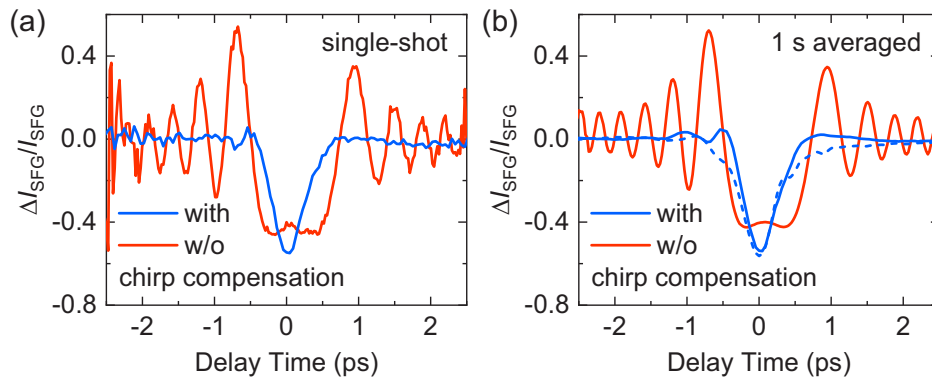 (a)
single-shot
0.4
0.0
-0.4
-0.8
ΔI_SFG/I_SFG
with
w/o
chirp compensation
-2 -1 0 1 2
Delay Time (ps)
(b)
1 s averaged
0.4
0.0
-0.4
-0.8
ΔI_SFG/I_SFG
with
w/o
chirp compensation
-2 -1 0 1 2
Delay Time (ps)